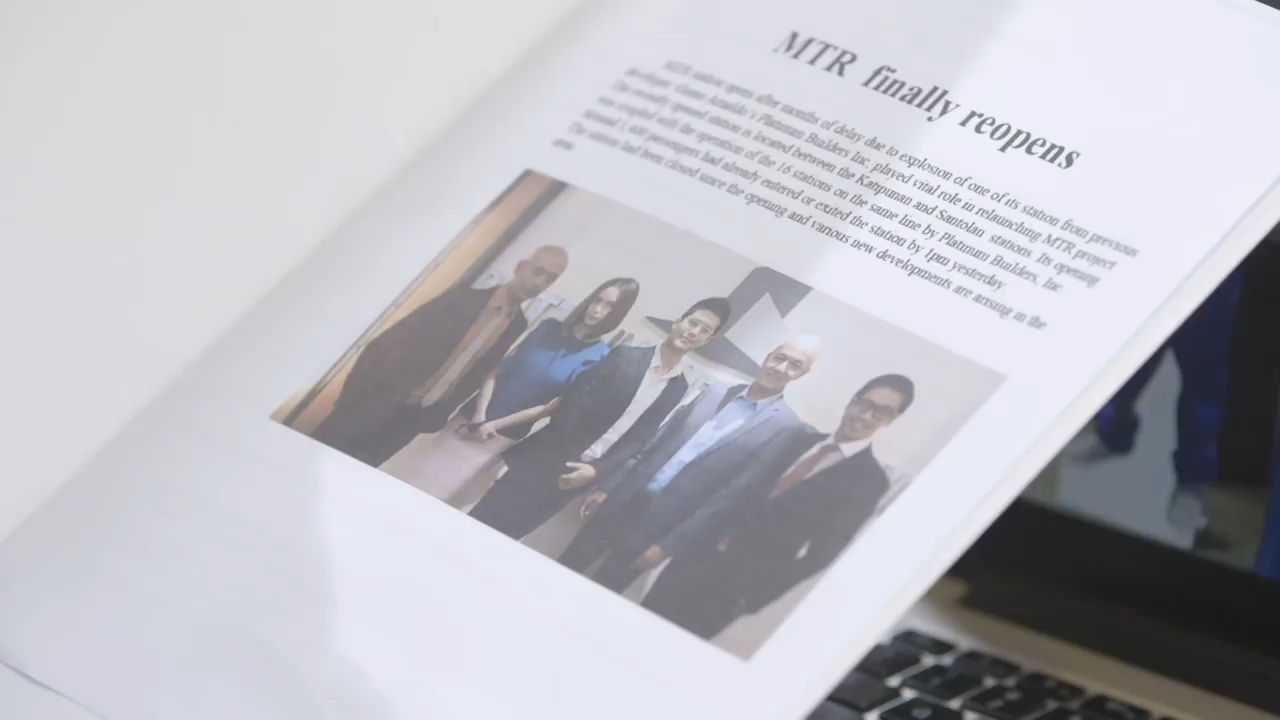 MTR finally reopens
MTR station opens after months of delay due to explosion of one of its station from previous
developer. Gusto Arnaldo's Platinum Builders Inc. played vital role in relaunching MTR project
The recently opened station is located between the Katipunan and Santolan stations. Its opening
was coupled with the operation of the 16 stations on the same line by Platinum Builders, Inc.
Around 1,400 passengers had already entered or exited the station by 1pm yesterday
The station had been closed since the opening and various new developments are arising in the
area